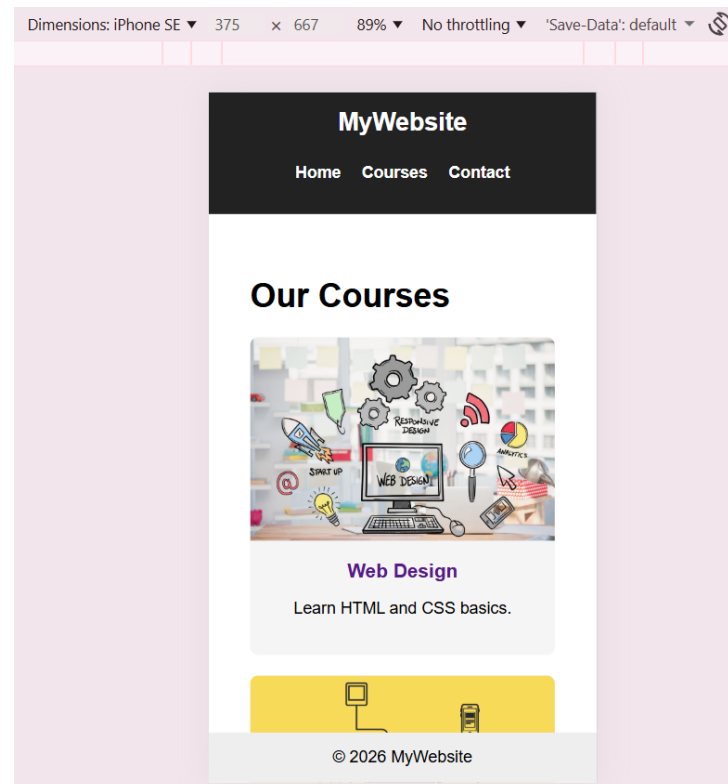 Dimensions: iPhone SE ▼ 375 × 667 89% ▼ No throttling ▼ 'Save-Data': default
MyWebsite
Home Courses Contact
Our Courses
RESPONSIVE
DESIGN
ANALYTICS
START UP
WEB DESIGN
@
Web Design
Learn HTML and CSS basics.
© 2026 MyWebsite